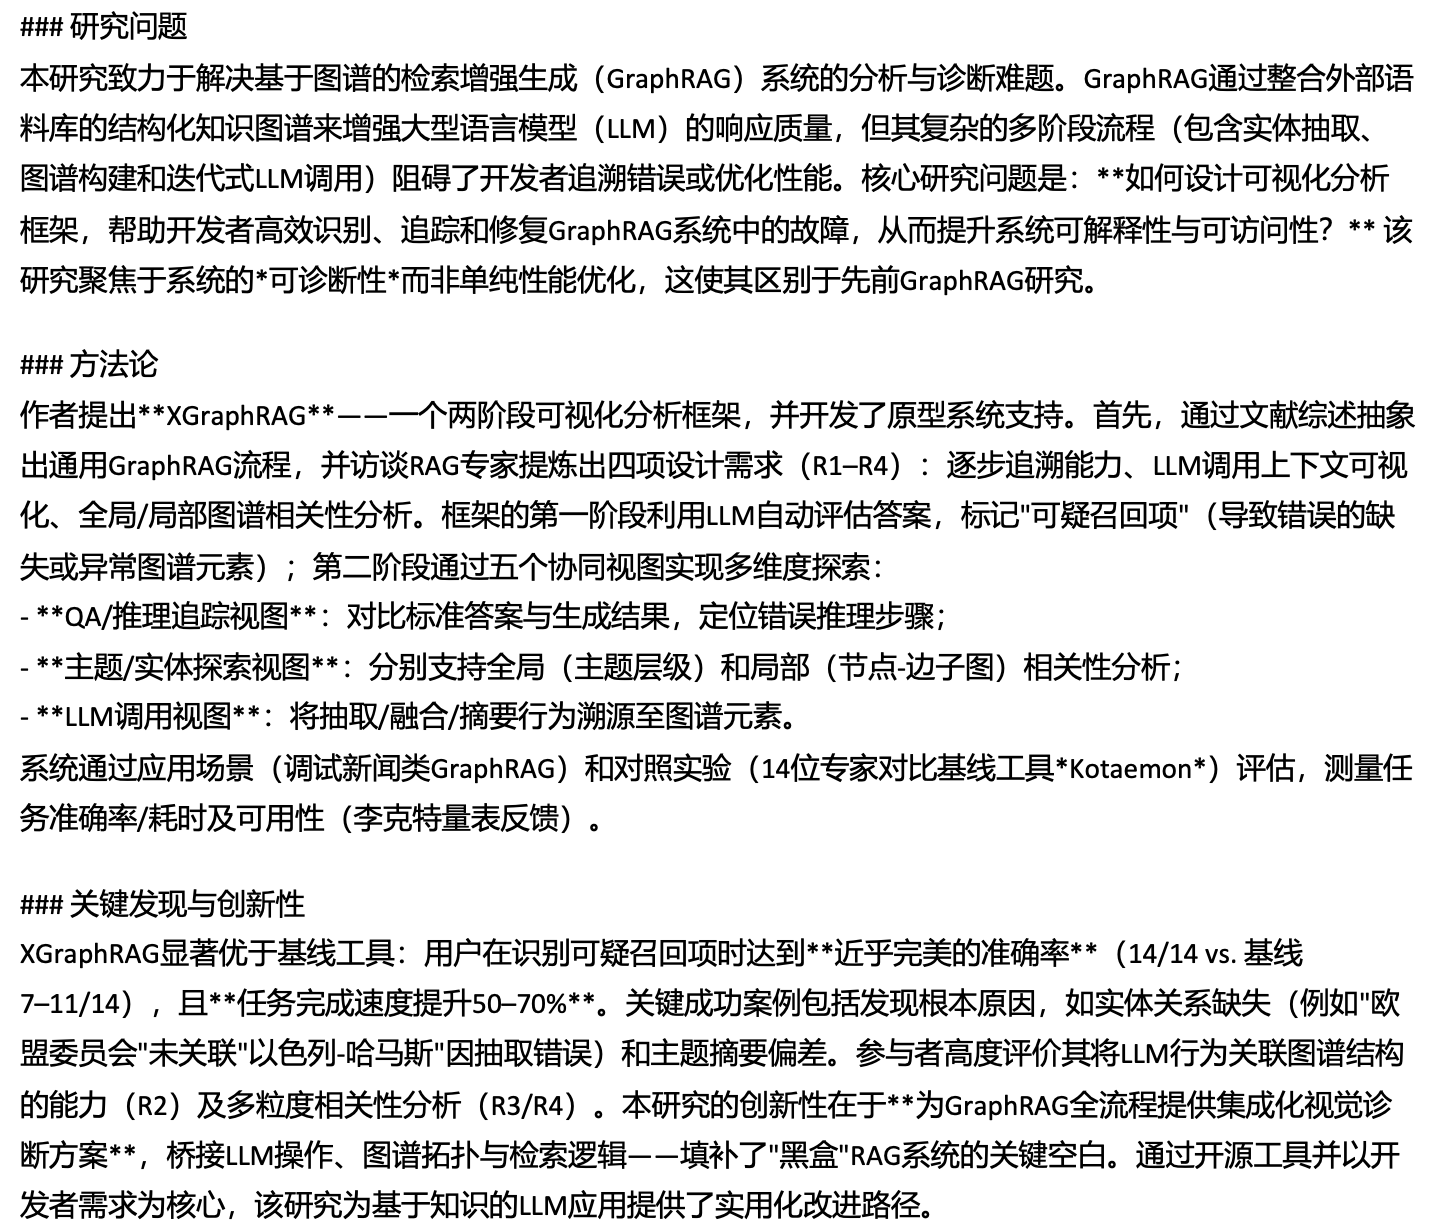 ### 研究问题
本研究致力于解决基于图谱的检索增强生成（GraphRAG）系统的分析与诊断难题。GraphRAG通过整合外部语
料库的结构化知识图谱来增强大型语言模型（LLM）的响应质量，但其复杂的多阶段流程（包含实体抽取、
图谱构建和迭代式LLM调用）阻碍了开发者追溯错误或优化性能。核心研究问题是：**如何设计可视化分析
框架，帮助开发者高效识别、追踪和修复GraphRAG系统中的故障，从而提升系统可解释性与可访问性？** 该
研究聚焦于系统的*可诊断性*而非单纯性能优化，这使其区别于先前GraphRAG研究。
### 方法论
作者提出**XGraphRAG**——一个两阶段可视化分析框架，并开发了原型系统支持。首先，通过文献综述抽象
出通用GraphRAG流程，并访谈RAG专家提炼出四项设计需求（R1–R4）：逐步追溯能力、LLM调用上下文可视
化、全局/局部图谱相关性分析。框架的第一阶段利用LLM自动评估答案，标记"可疑召回项"（导致错误的缺
失或异常图谱元素）；第二阶段通过五个协同视图实现多维度探索：
- **QA/推理追踪视图**：对比标准答案与生成结果，定位错误推理步骤；
- **主题/实体探索视图**：分别支持全局（主题层级）和局部（节点-边子图）相关性分析；
- **LLM调用视图**：将抽取/融合/摘要行为溯源至图谱元素。
系统通过应用场景（调试新闻类GraphRAG）和对照实验（14位专家对比基线工具*Kotaemon*）评估，测量任
务准确率/耗时及可用性（李克特量表反馈）。
### 关键发现与创新性
XGraphRAG显著优于基线工具：用户在识别可疑召回项时达到**近乎完美的准确率**（14/14 vs. 基线
7–11/14），且**任务完成速度提升50–70%**。关键成功案例包括发现根本原因，如实体关系缺失（例如"欧
盟委员会"未关联"以色列-哈马斯"因抽取错误）和主题摘要偏差。参与者高度评价其将LLM行为关联图谱结构
的能力（R2）及多粒度相关性分析（R3/R4）。本研究的创新性在于**为GraphRAG全流程提供集成化视觉诊
断方案**，桥接LLM操作、图谱拓扑与检索逻辑——填补了"黑盒"RAG系统的关键空白。通过开源工具并以开
发者需求为核心，该研究为基于知识的LLM应用提供了实用化改进路径。